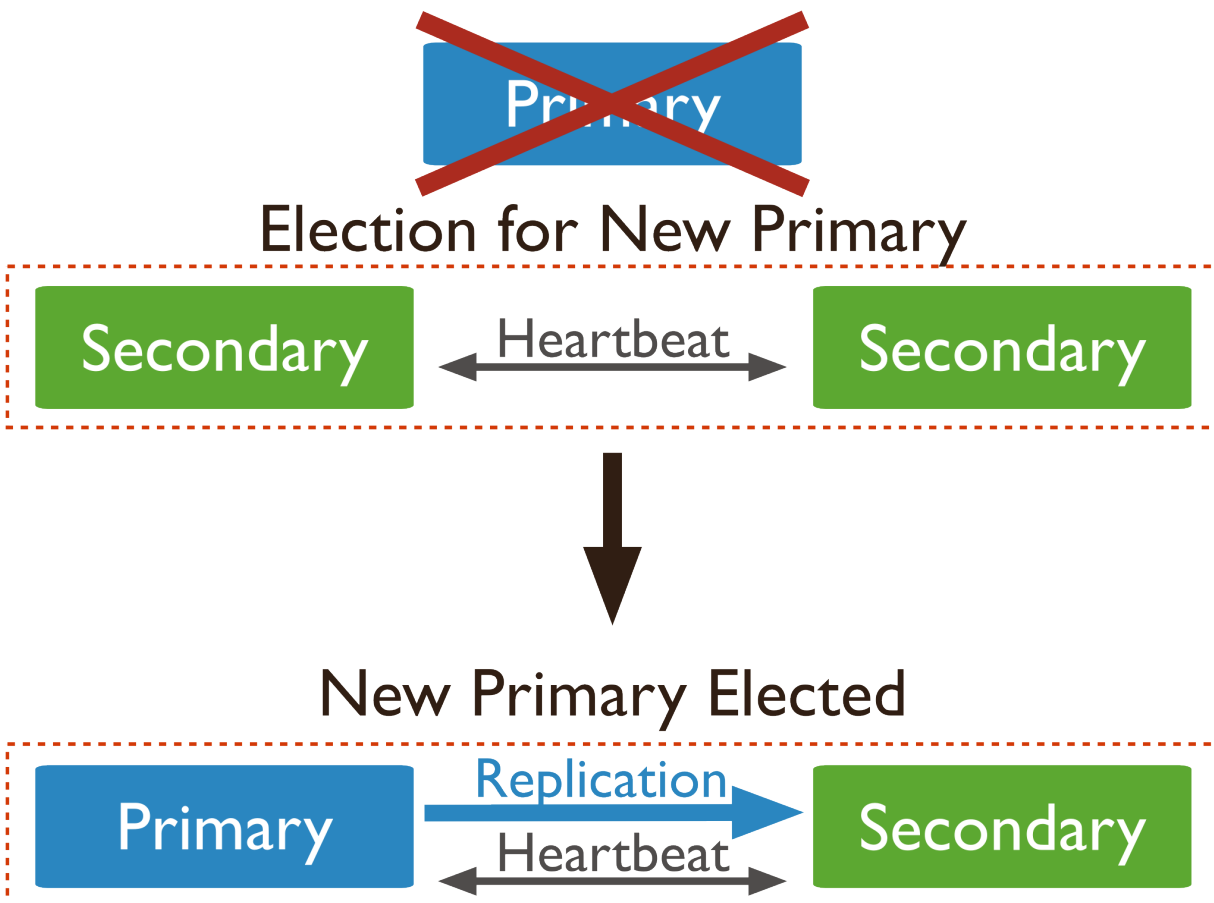 Primary
Election for New Primary
Secondary
Heartbeat
Secondary
New Primary Elected
Primary
Replication
Heartbeat
Secondary